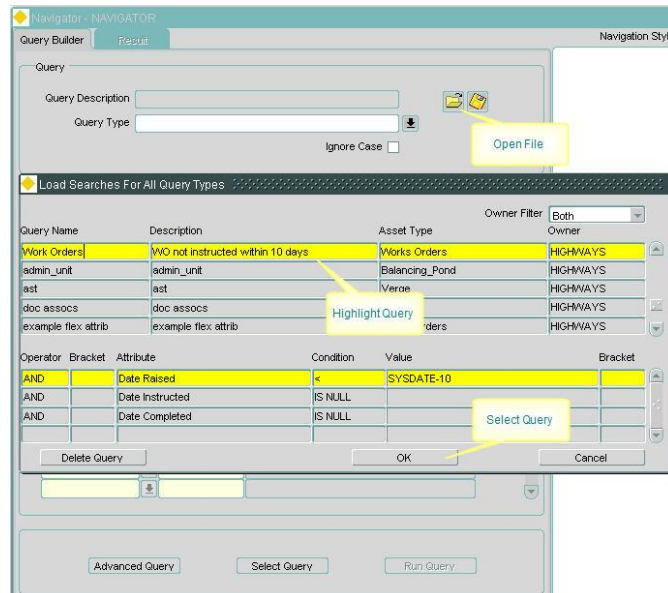 Navigator - NAVIGATOR
Query Builder Result Navigation Styl
Query
Query Description
Query Type
Ignore Case
Open File
Load Searches For All Query Types
Owner Filter Both
Query Name Description Asset Type Owner
Work Orders WO not instructed within 10 days Works Orders HIGHWAYS
admin_unit admin_unit Balancing_Pond HIGHWAYS
ast ast Verge HIGHWAYS
doc assocs doc assocs HIGHWAYS
Highlight Query
example flex attrib example flex attrib HIGHWAYS
Operator Bracket Attribute Condition Value Bracket
AND Date Raised < SYSDATE-10
AND Date Instructed IS NULL
AND Date Completed IS NULL
Select Query
Delete Query OK Cancel
Advanced Query Select Query Run Query